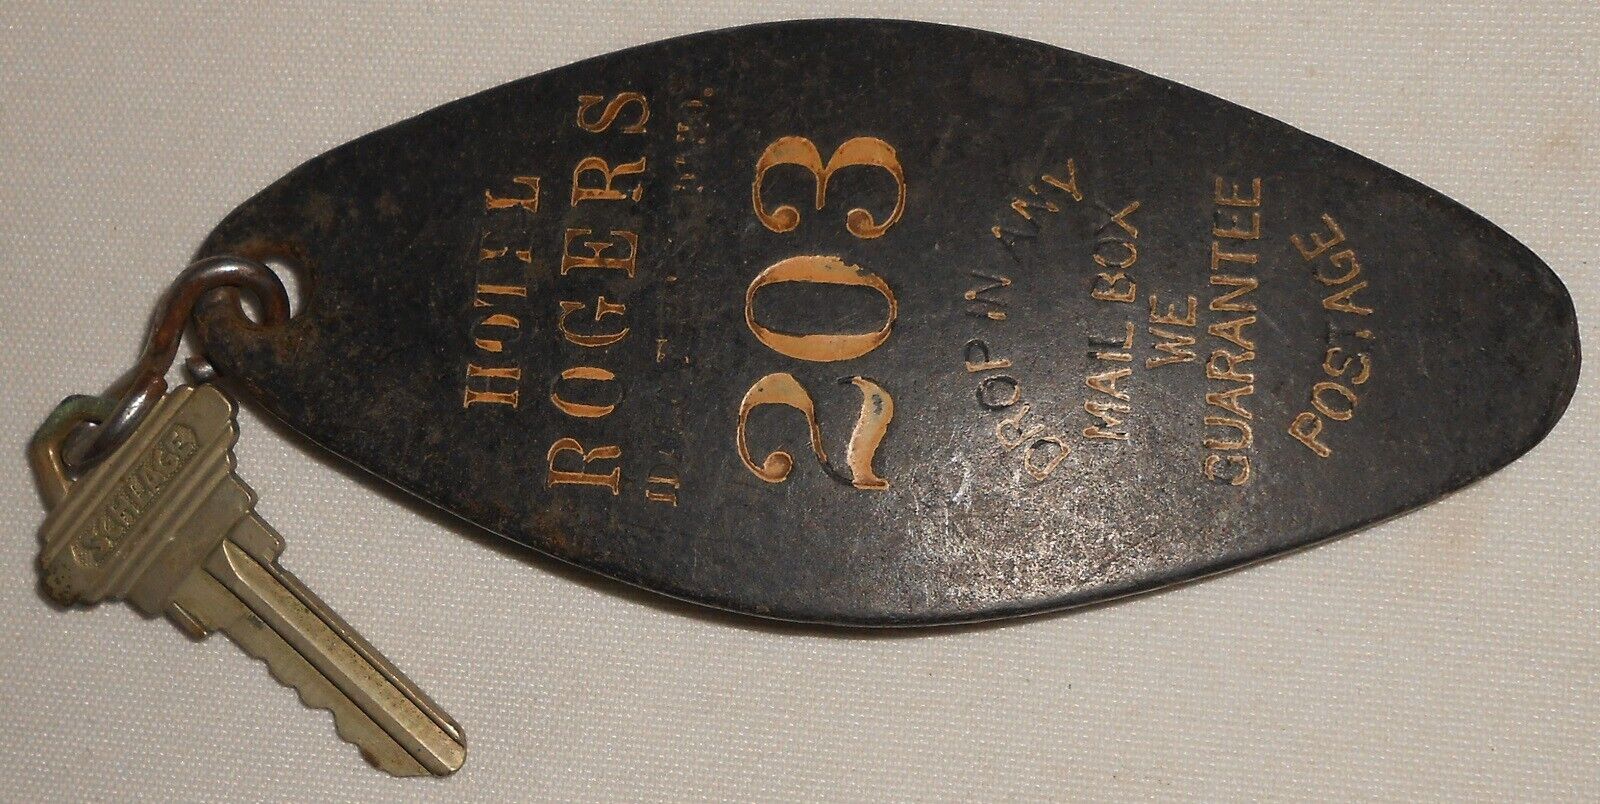 HOTEL
ROGERS
203
DROP IN ANY
MAIL BOX
WE
GUARANTEE
POSTAGE
SCHLAGE